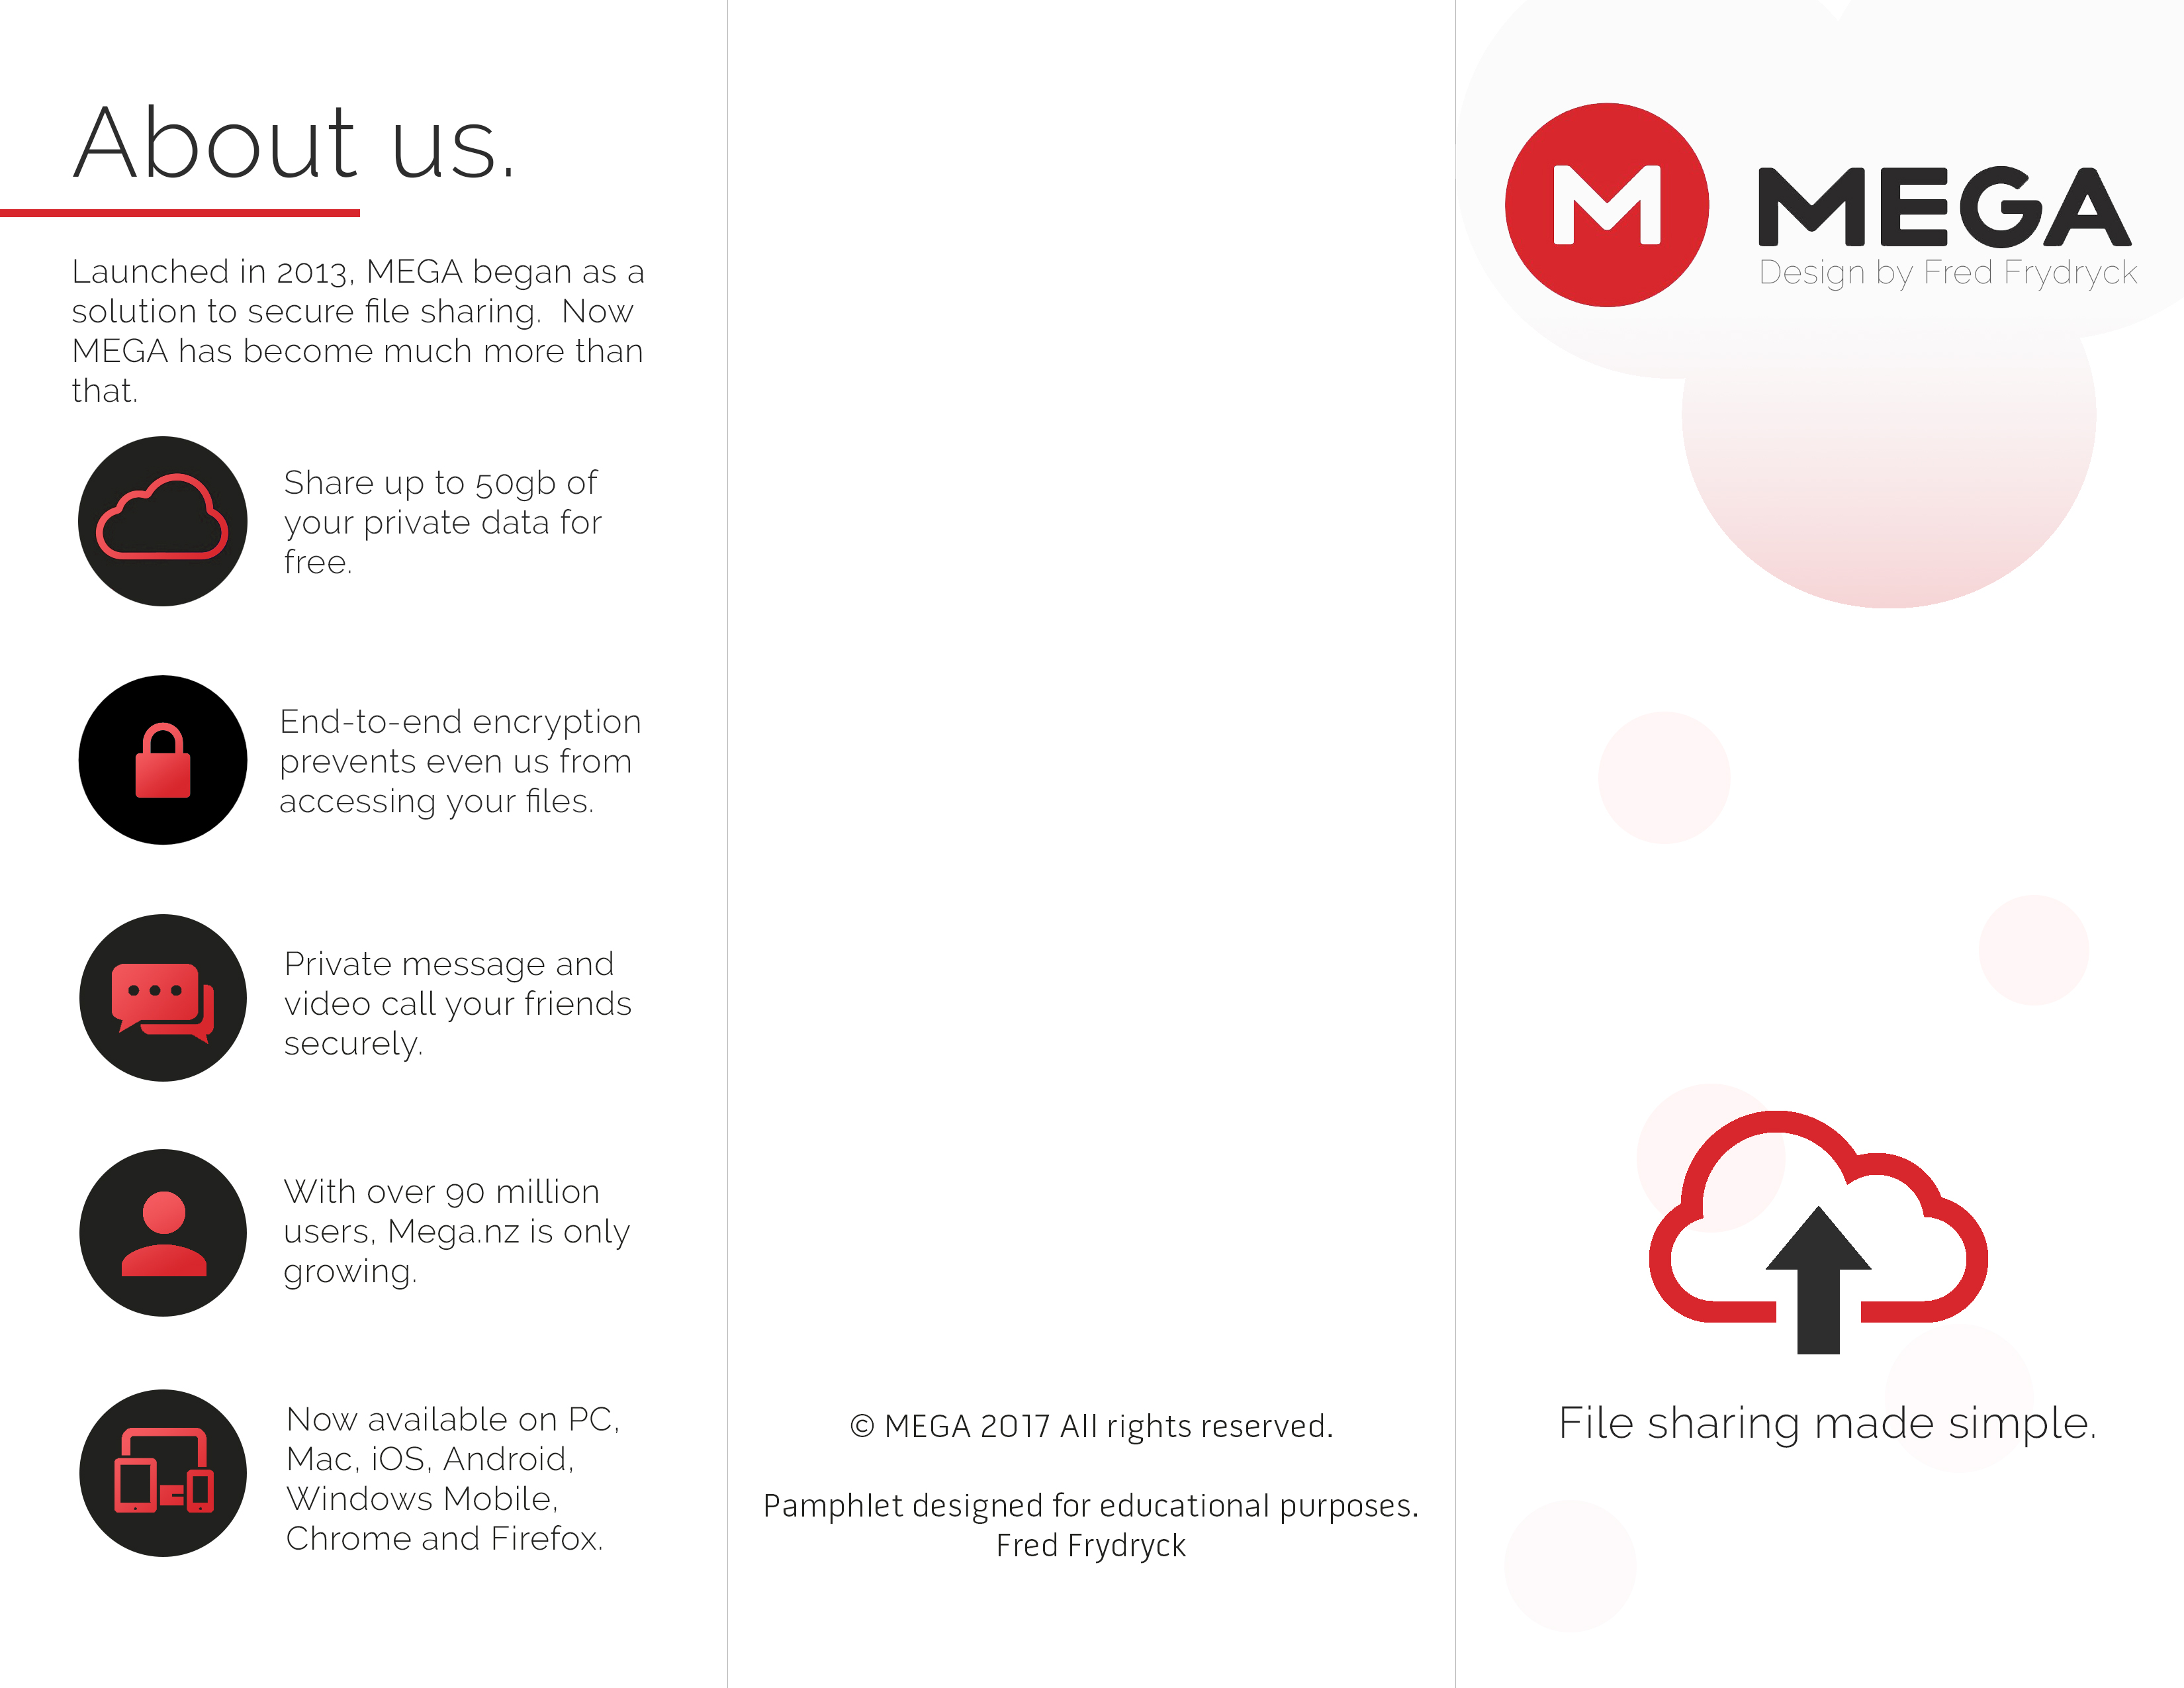 About us.
Launched in 2013, MEGA began as a
solution to secure file sharing.  Now
MEGA has become much more than
that.
Share up to 50gb of
your private data for
free.
End-to-end encryption
prevents even us from
accessing your files.
Private message and
video call your friends
securely.
With over 90 million
users, Mega.nz is only
growing.
Now available on PC,
Mac, iOS, Android,
Windows Mobile,
Chrome and Firefox.
© MEGA 2017 All rights reserved.
Pamphlet designed for educational purposes.
Fred Frydryck
M MEGA
Design by Fred Frydryck
File sharing made simple.